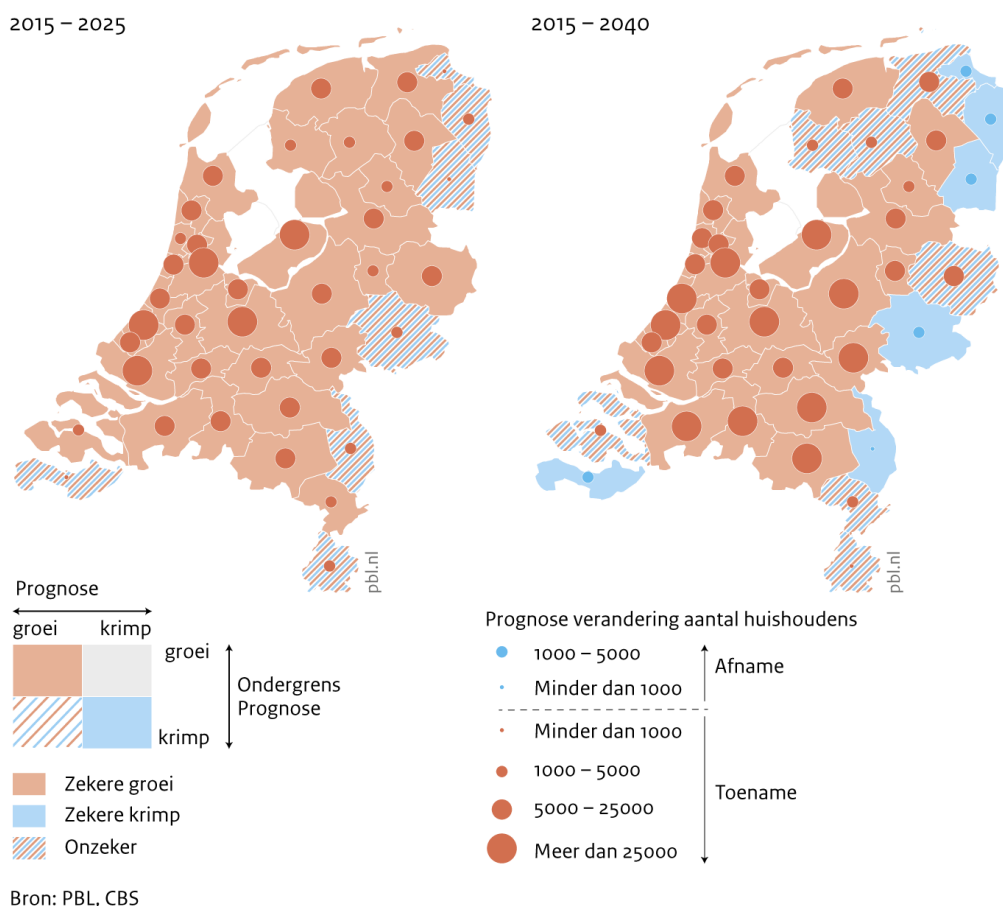 2015 – 2025
2015 – 2040
pbl.nl
pbl.nl
Prognose
groei krimp
groei
krimp
Ondergrens
Prognose
Zekere groei
Zekere krimp
Onzeker
Prognose verandering aantal huishoudens
1000 – 5000
Minder dan 1000
Afname
Minder dan 1000
1000 – 5000
5000 – 25000
Meer dan 25000
Toename
Bron: PBL, CBS